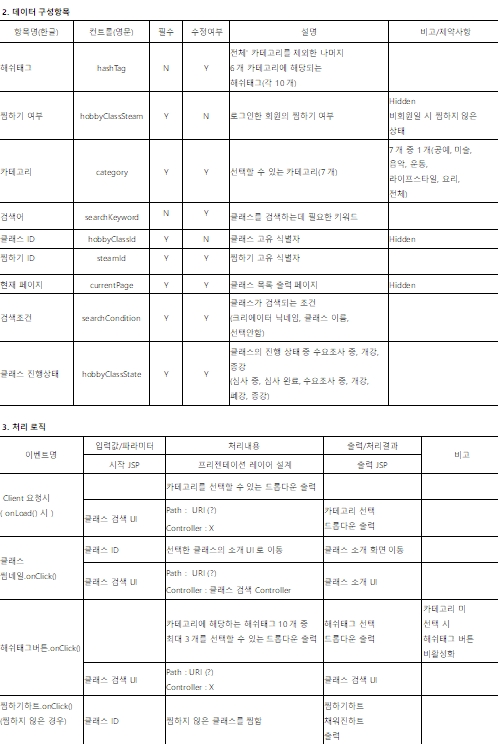 2. 데이터 구성항목
항목명(한글) 컨트롤(영문) 필수 수정여부 설명 비고/제약사항
해쉬태그 hashTag N Y 전체' 카테고리를 제외한 나머지
6개 카테고리에 해당되는
해쉬태그(각 10개)
찜하기 여부 hobbyClassSteam Y N 로그인한 회원의 찜하기 여부 Hidden
비회원일 시 찜하지 않은
상태
카테고리 category Y Y 선택할 수 있는 카테고리(7개) 7개 중 1개(공예, 미술,
음악, 운동,
라이프스타일, 요리,
전체)
검색어 searchKeyword N Y 클래스를 검색하는데 필요한 키워드
클래스 ID hobbyClassId Y N 클래스 고유 식별자 Hidden
찜하기 ID steamId Y Y 찜하기 고유 식별자
현재 페이지 currentPage Y Y 클래스 목록 출력 페이지 Hidden
검색조건 searchCondition Y Y 클래스가 검색되는 조건
(크리에이터 닉네임, 클래스 이름,
선택안함)
클래스 진행상태 hobbyClassState Y Y 클래스의 진행 상태 중 수요조사 중, 개강,
종강
(심사 중, 심사 완료, 수요조사 중, 개강,
폐강, 종강)
3. 처리 로직
이벤트명 입력값/파라미터 처리내용 출력/처리결과 비고
시작 JSP 프리젠테이션 레이어 설계 출력 JSP
Client 요청시
( onLoad() 시 )
카테고리를 선택할 수 있는 드롭다운 출력
클래스 검색 UI Path : URI (?)
Controller : X
카테고리 선택
드롭다운 출력
클래스
썸네일.onClick()
클래스 ID 선택한 클래스의 소개 UI로 이동 클래스 소개 화면 이동
클래스 검색 UI Path : URI (?)
Controller : 클래스 검색 Controller
클래스 소개 UI
해쉬태그버튼.onClick()
카테고리에 해당하는 해쉬태그 10개 중
최대 3개를 선택할 수 있는 드롭다운 출력
해쉬태그 선택
드롭다운 출력
카테고리 미
선택 시
해쉬태그 버튼
비활성화
클래스 검색 UI Path : URI (?)
Controller : X
클래스 검색 UI
찜하기하트.onClick()
(찜하지 않은 경우)
클래스 ID 찜하지 않은 클래스를 찜함 찜하기하트
채워진하트
출력